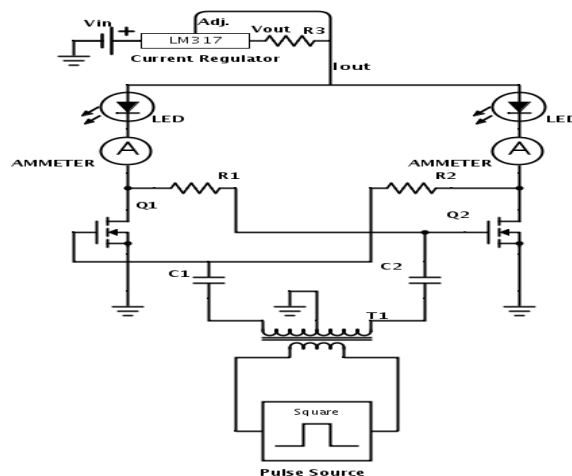 Adj.
Vin
+
LM317
Vout
R3
Current Regulator
Iout
LED
LED
A
A
AMMETER
AMMETER
R1
R2
Q1
Q2
C1
C2
T1
Square
Pulse Source